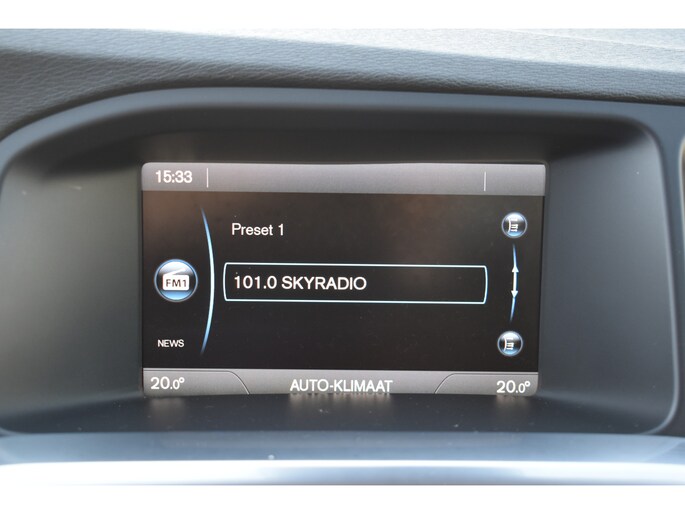 15:33
Preset 1
FM1
101.0 SKYRADIO
NEWS
20.0° AUTO-KLIMAAT 20.0°